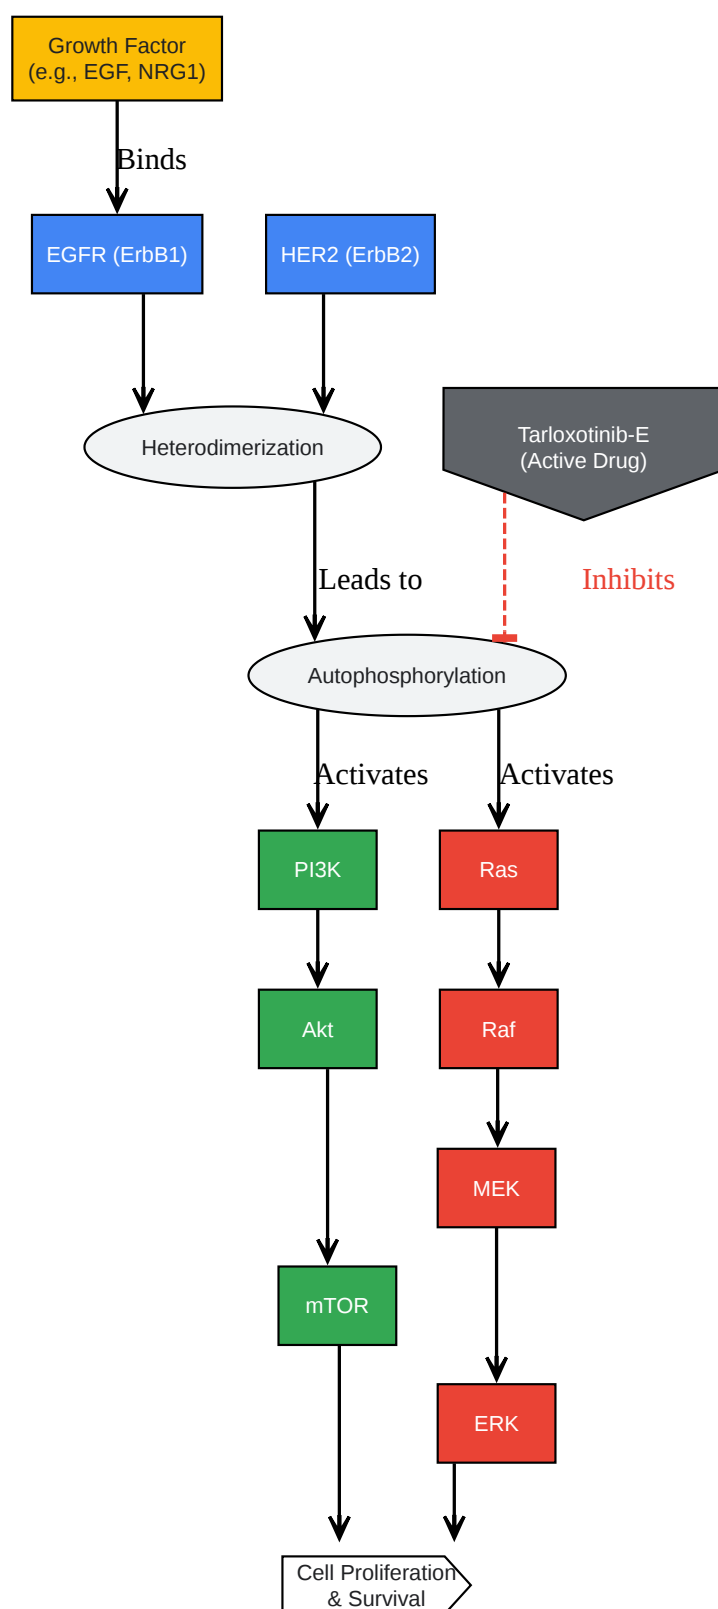 Growth Factor
(e.g., EGF, NRG1)
Binds
EGFR (ErbB1)
HER2 (ErbB2)
Heterodimerization
Tarloxotinib-E
(Active Drug)
Leads to
Inhibits
Autophosphorylation
Activates
Activates
PI3K
Ras
Akt
Raf
MEK
mTOR
ERK
Cell Proliferation
& Survival